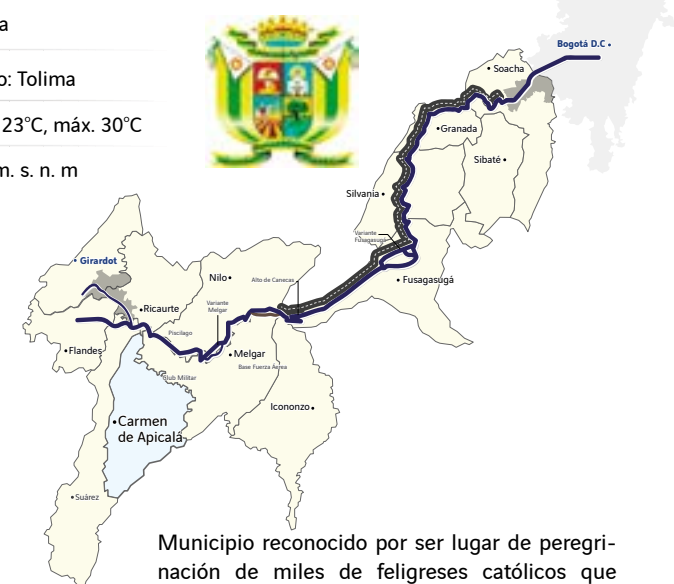 a
o: Tolima
23°C, máx. 30°C
m. s. n. m
Bogotá D.C
Soacha
Granada
Sibaté
Silvania
Variante
Fusagasugá
Fusagasugá
Girardot
Nilo
Alto de Canecas
Ricaurte
Variante
Melgar
Piscilago
Flandes
Melgar
Base Fuerza Aerea
Club Militar
Carmen
de Apicalá
Icononzo
Suárez
Municipio reconocido por ser lugar de peregri-
nación de miles de feligreses católicos que